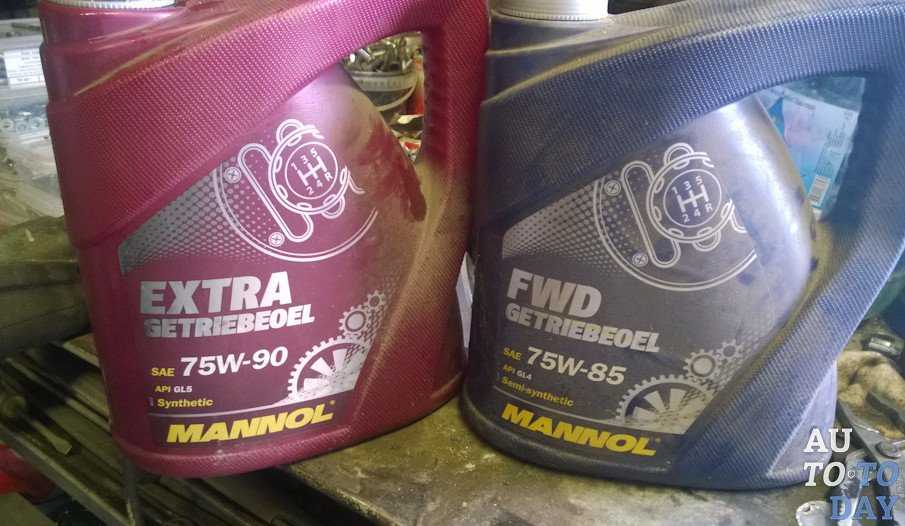 1 3 5
2 4 R
EXTRA
GETRIEBEOEL
SAE 75W-90
API GL5
Synthetic
MANNOL
1 3 5
2 4 R
FWD
GETRIEBEOEL
SAE 75W-85
API GL4
Semi-synthetic
MANNOL
AU
TO TO
DAY